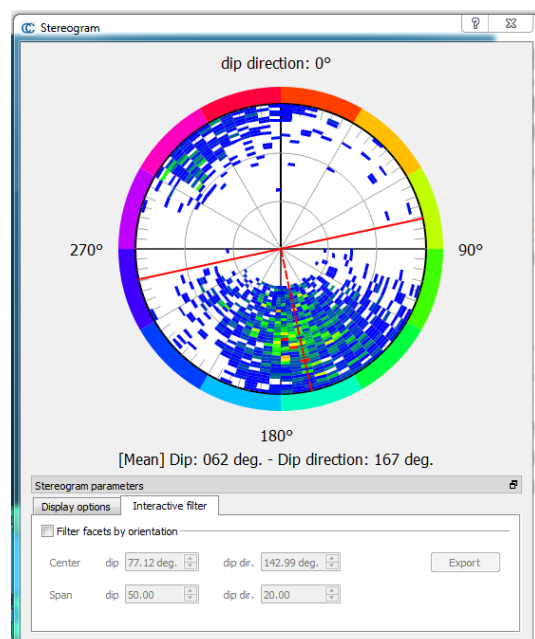 Stereogram
dip direction: 0°
270°
90°
180°
[Mean] Dip: 062 deg. - Dip direction: 167 deg.
Stereogram parameters
Display options Interactive filter
Filter facets by orientation
Center dip 77.12 deg. dip dir. 142.99 deg. Export
Span dip 50.00 dip dir. 20.00